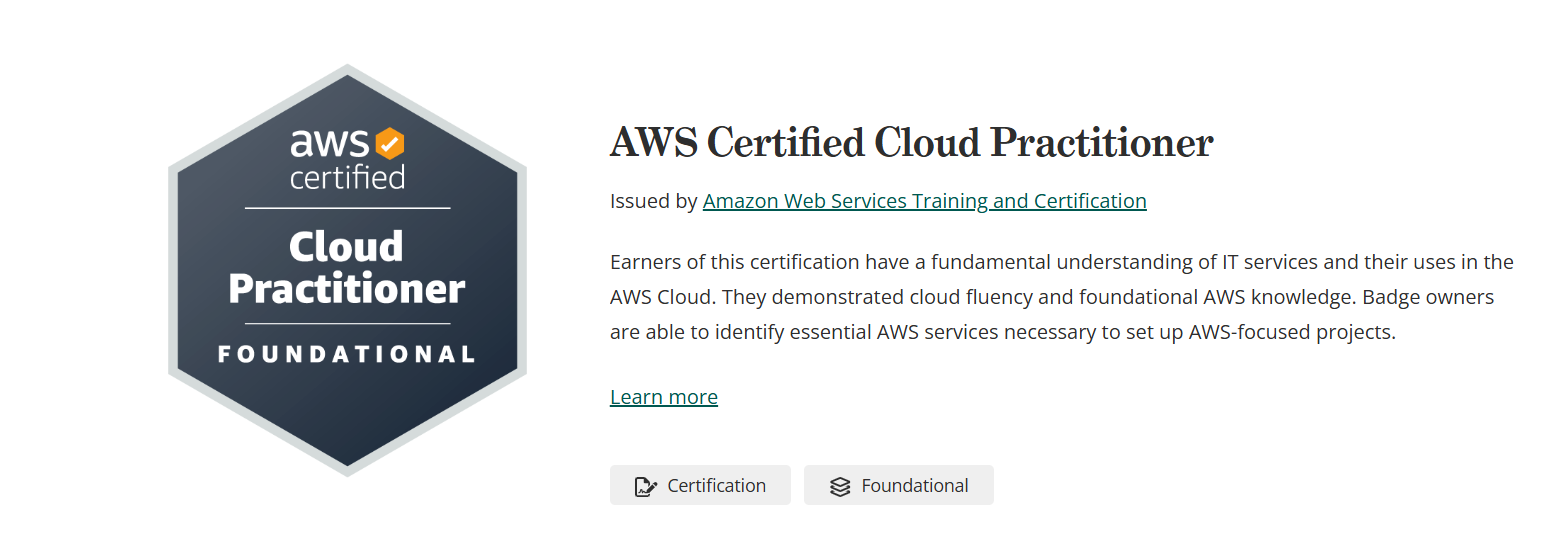 aws
certified
Cloud
Practitioner
FOUNDATIONAL
AWS Certified Cloud Practitioner
Issued by Amazon Web Services Training and Certification
Earners of this certification have a fundamental understanding of IT services and their uses in the
AWS Cloud. They demonstrated cloud fluency and foundational AWS knowledge. Badge owners
are able to identify essential AWS services necessary to set up AWS-focused projects.
Learn more
Certification
Foundational